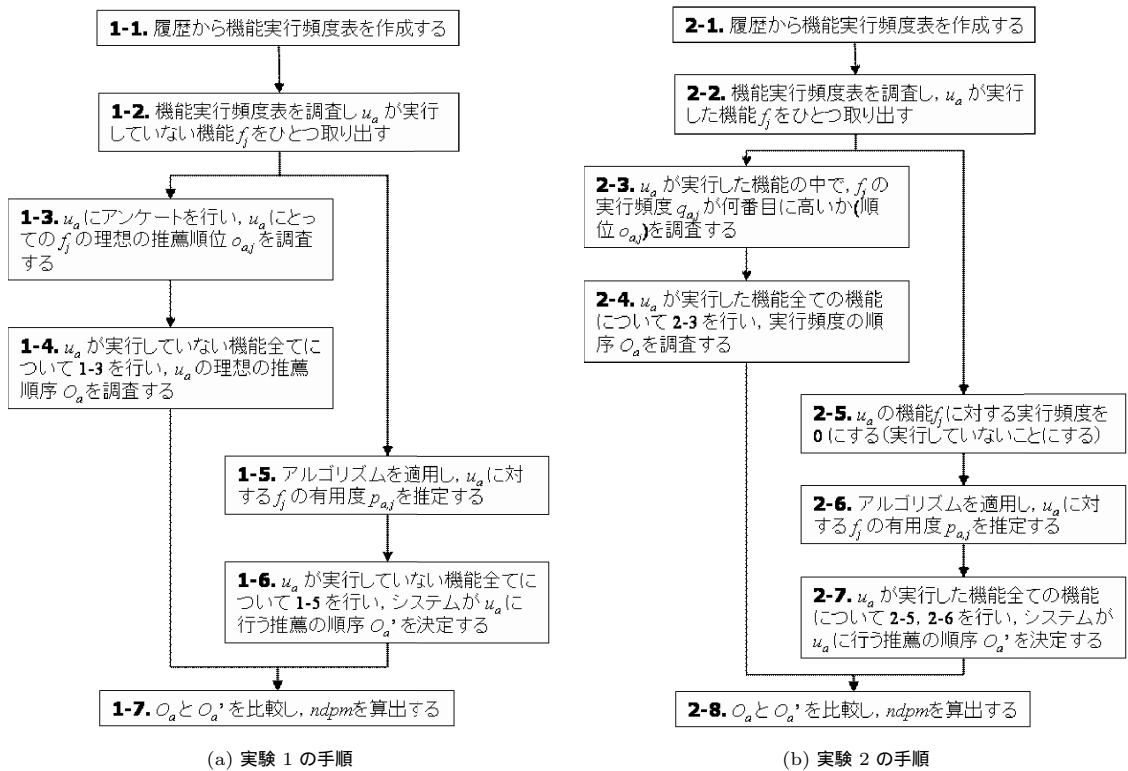 1-1. 履歴から機能実行頻度表を作成する
1-2. 機能実行頻度表を調査し u_a が実行
していない機能 f_j をひとつ取り出す
1-3. u_a にアンケートを行い, u_a にとっ
ての f_j の理想の推薦順位 o_{a,j} を調査
する
1-4. u_a が実行していない機能全てに
ついて 1-3 を行い, u_a の理想の推薦
順序 O_a を調査する
1-5. アルゴリズムを適用し, u_a に対
する f_j の有用度 p_{a,j} を推定する
1-6. u_a が実行していない機能全てに
ついて 1-5 を行い, システムが u_a に
行う推薦の順序 O_a' を決定する
1-7. O_a と O_a' を比較し, ndpmを算出する
(a) 実験 1 の手順
2-1. 履歴から機能実行頻度表を作成する
2-2. 機能実行頻度表を調査し, u_a が実行
した機能 f_j をひとつ取り出す
2-3. u_a が実行した機能の中で, f_j の
実行頻度 q_{a,j} が何番目に高いか(順
位 o_{a,j})を調査する
2-4. u_a が実行した機能全ての機能
について 2-3 を行い, 実行頻度の順
序 O_a を調査する
2-5. u_a の機能 f_j に対する実行頻度を
0 にする(実行していないことにする)
2-6. アルゴリズムを適用し, u_a に対
する f_j の有用度 p_{a,j} を推定する
2-7. u_a が実行した機能全ての機能
について 2-5, 2-6 を行い, システムが
u_a に行う推薦の順序 O_a' を決定する
2-8. O_a と O_a' を比較し, ndpmを算出する
(b) 実験 2 の手順